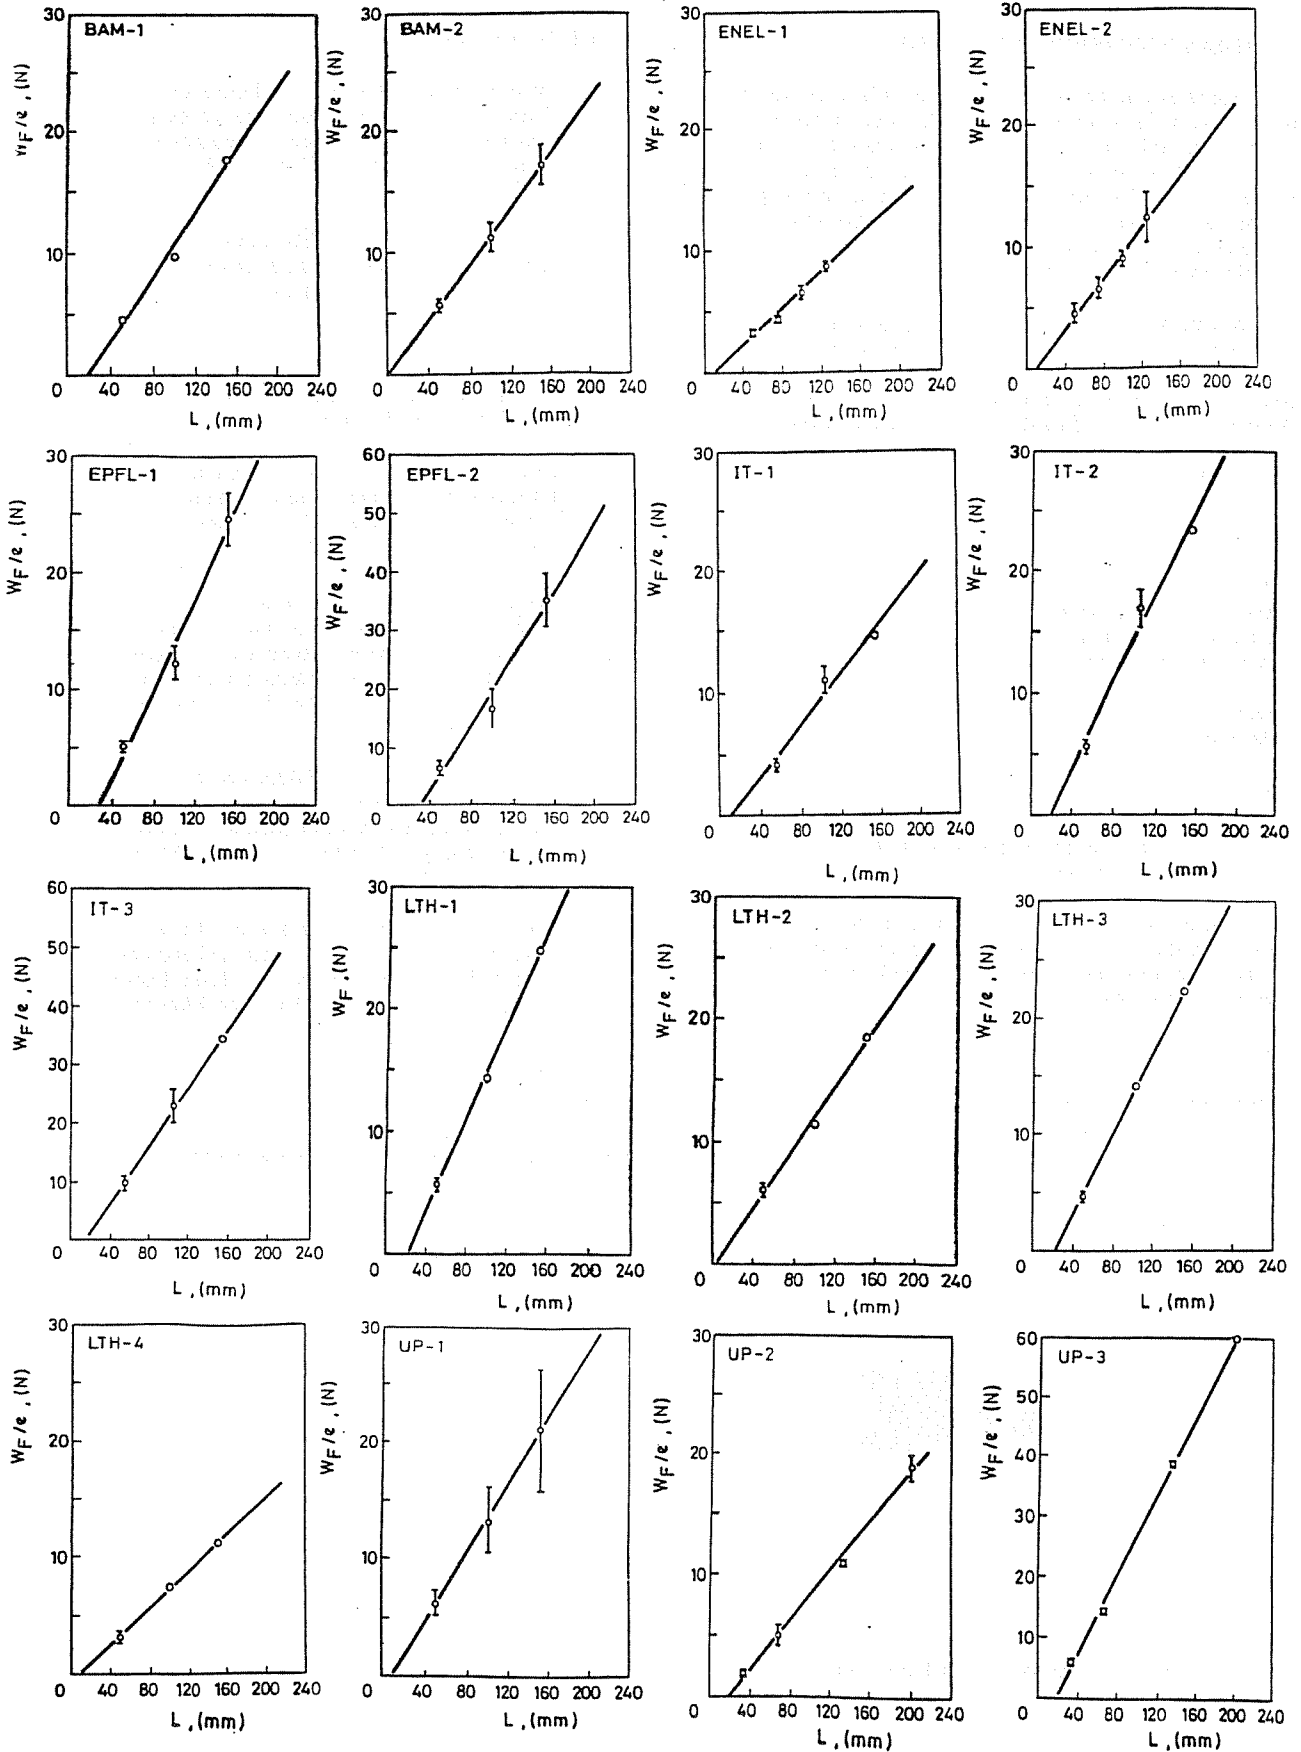 30 BAM-1
20
10
W_F/e , (N)
0 40 80 120 160 200 240
L , (mm)
30 BAM-2
20
10
W_F/e , (N)
0 40 80 120 160 200 240
L , (mm)
30 ENEL-1
20
10
W_F/e , (N)
0 40 80 120 160 200 240
L , (mm)
30 ENEL-2
20
10
W_F/e , (N)
0 40 80 120 160 200 240
L , (mm)
30 EPFL-1
20
10
W_F/e , (N)
0 40 80 120 160 200 240
L , (mm)
60 EPFL-2
50
40
30
20
10
W_F/e , (N)
0 40 80 120 160 200 240
L , (mm)
30 IT-1
20
10
W_F/e , (N)
0 40 80 120 160 200 240
L , (mm)
30 IT-2
20
10
W_F/e , (N)
0 40 80 120 160 200 240
L , (mm)
60 IT-3
50
40
30
20
10
W_F/e , (N)
0 40 80 120 160 200 240
L , (mm)
30 LTH-1
20
10
W_F , (N)
0 40 80 120 160 200 240
L , (mm)
30 LTH-2
20
10
W_F/e , (N)
0 40 80 120 160 200 240
L , (mm)
30 LTH-3
20
10
W_F/e , (N)
0 40 80 120 160 200 240
L , (mm)
30 LTH-4
20
10
W_F/e , (N)
0 40 80 120 160 200 240
L , (mm)
30 UP-1
20
10
W_F/e , (N)
0 40 80 120 160 200 240
L , (mm)
30 UP-2
20
10
W_F/e , (N)
0 40 80 120 160 200 240
L , (mm)
60 UP-3
50
40
30
20
10
W_F/e , (N)
0 40 80 120 160 200 240
L , (mm)